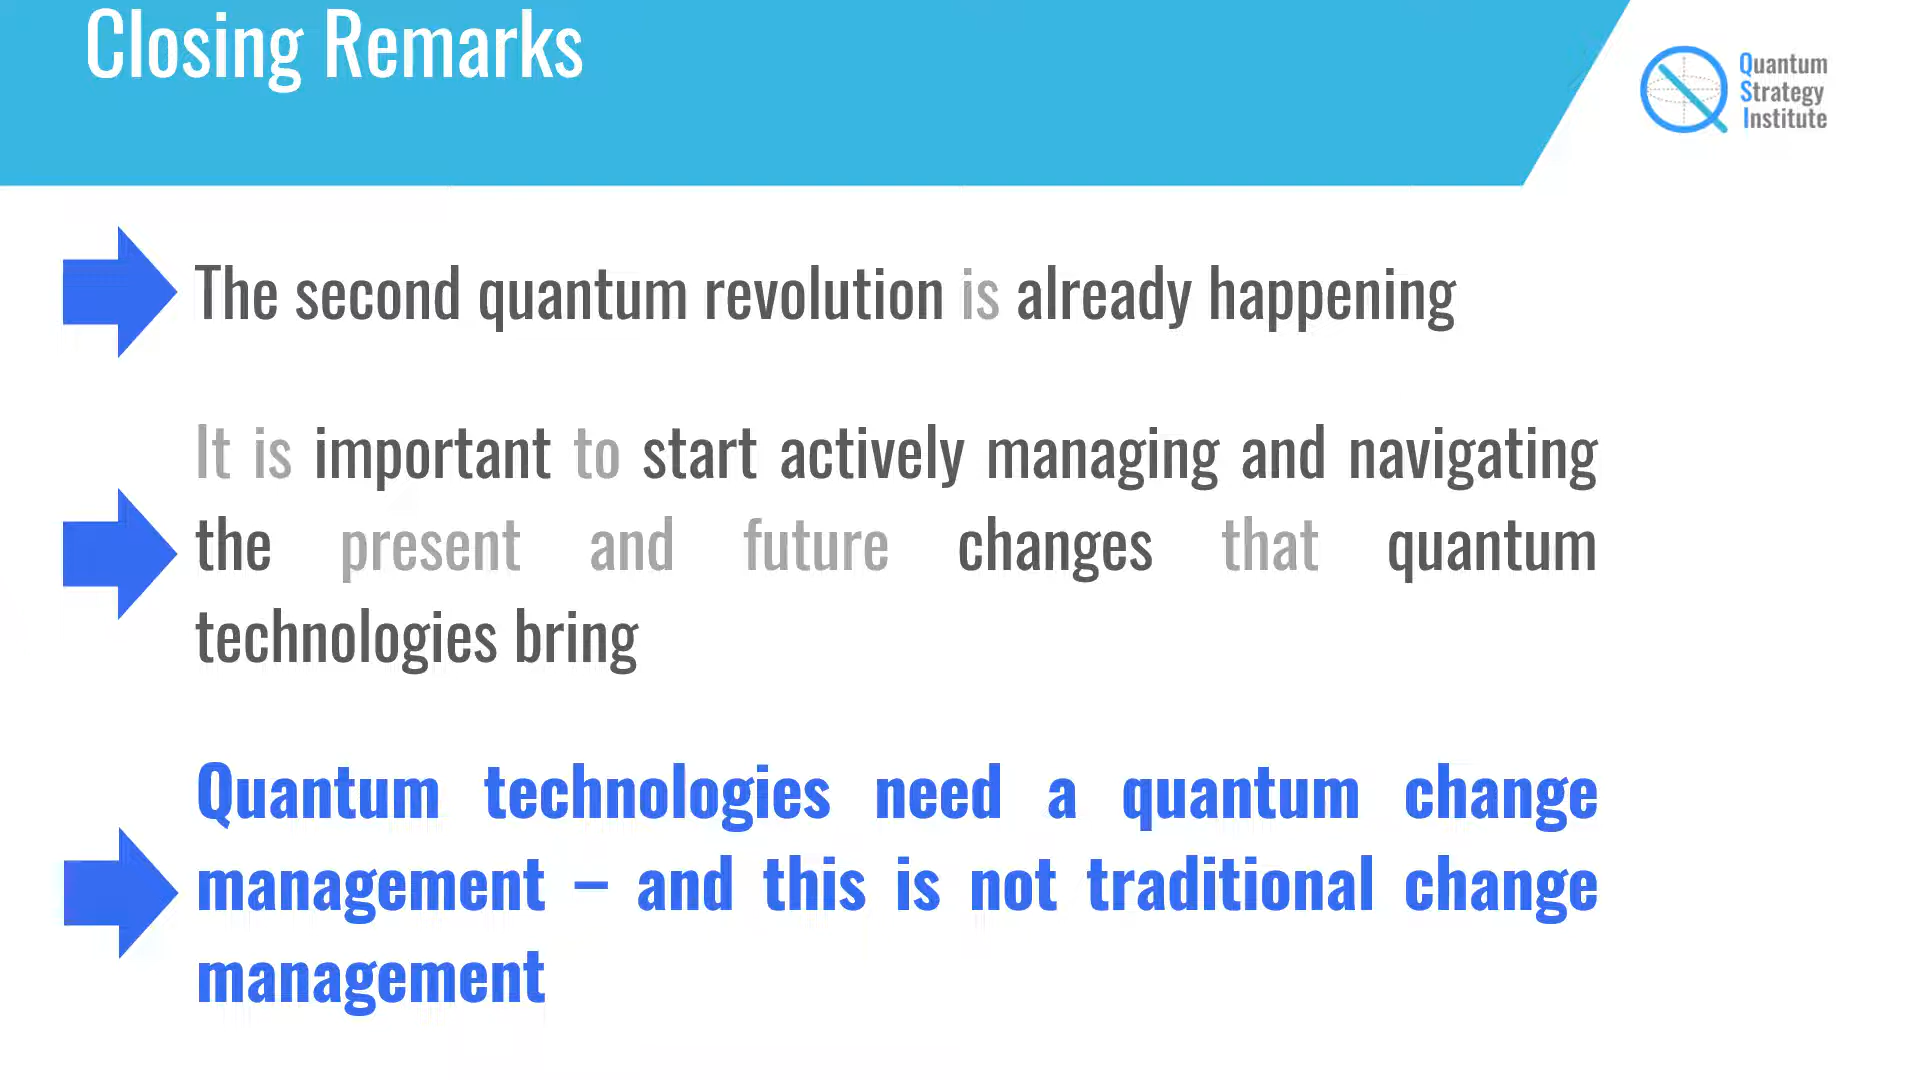 Closing Remarks
Quantum
Strategy
Institute
The second quantum revolution is already happening
It is important to start actively managing and navigating
the present and future changes that quantum
technologies bring
Quantum technologies need a quantum change
management – and this is not traditional change
management